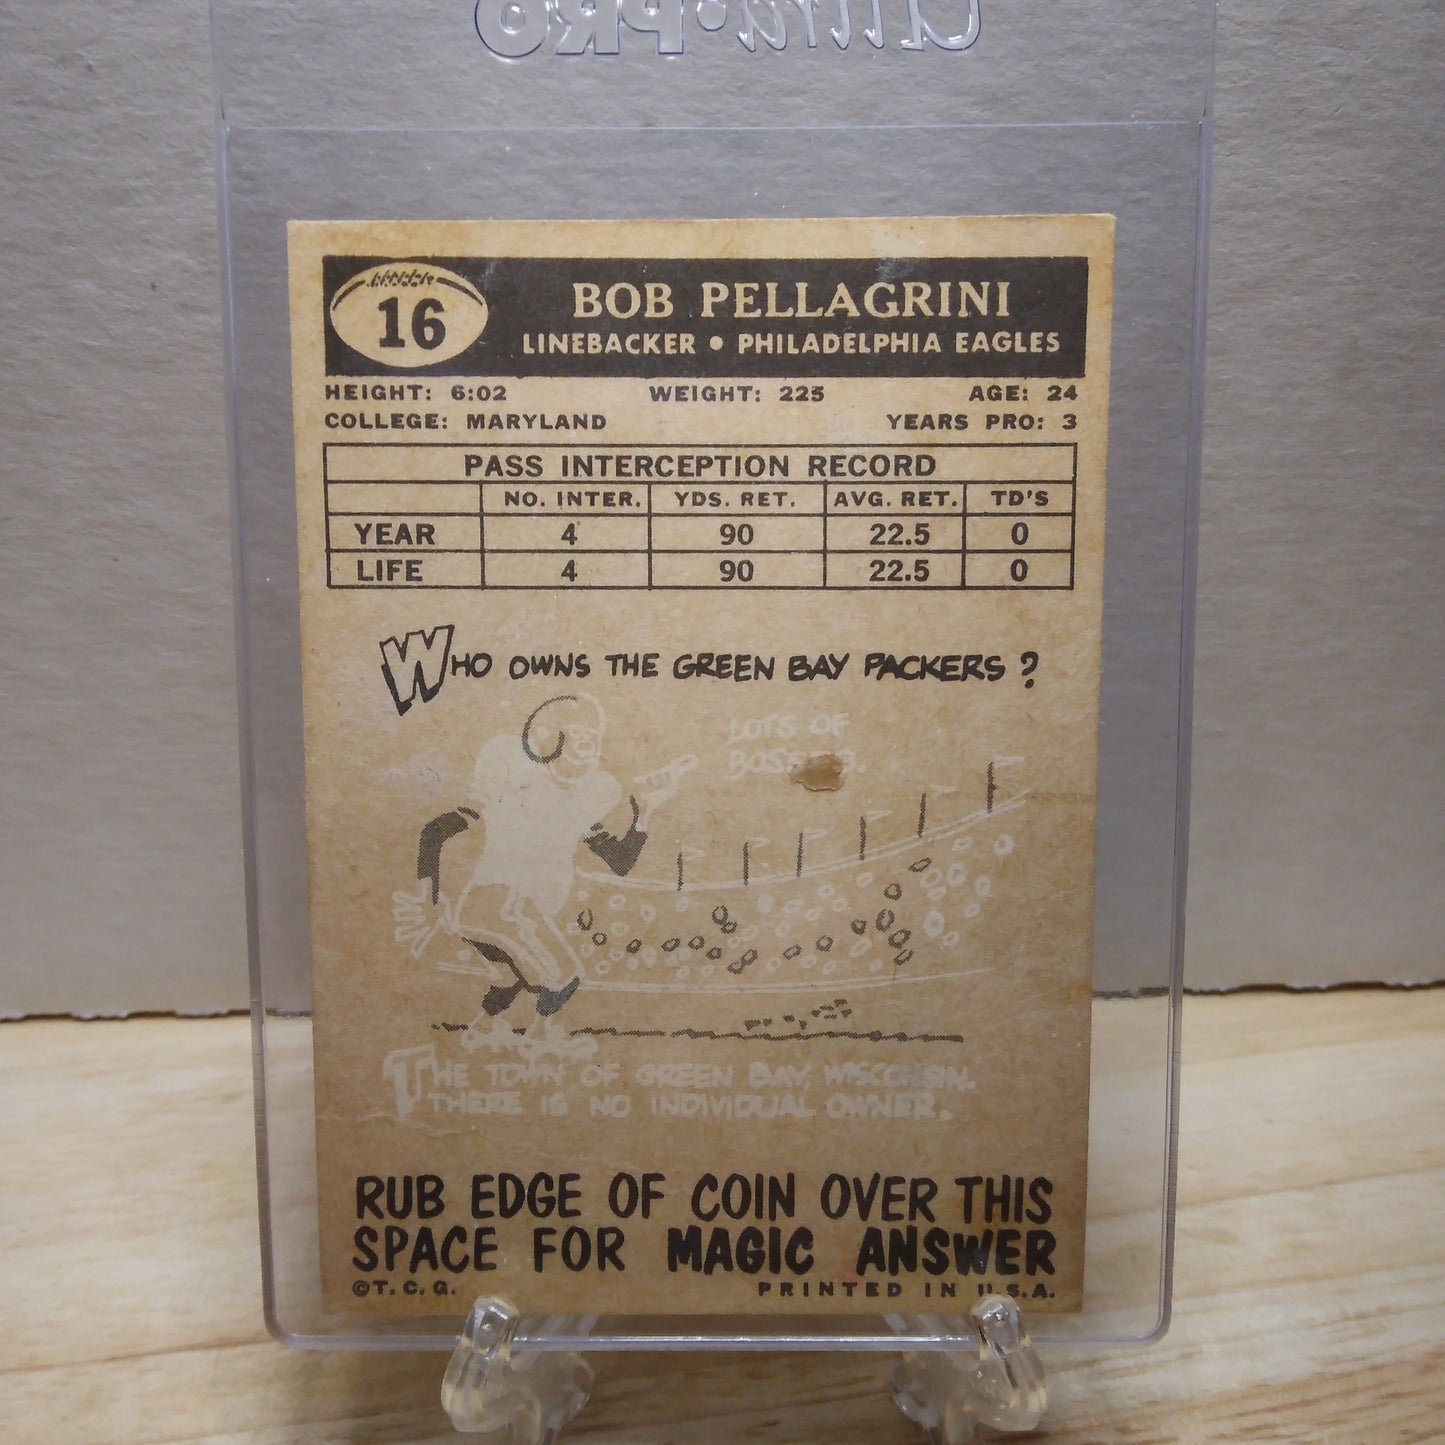 Ultra•PRO
16
BOB PELLAGRINI
LINEBACKER • PHILADELPHIA EAGLES
HEIGHT: 6:02 WEIGHT: 225 AGE: 24
COLLEGE: MARYLAND YEARS PRO: 3
PASS INTERCEPTION RECORD
NO. INTER. YDS. RET. AVG. RET. TD'S
YEAR 4 90 22.5 0
LIFE 4 90 22.5 0
WHO OWNS THE GREEN BAY PACKERS?
LOTS OF
THE TOWN OF GREEN BAY, WISCONSIN.
THERE IS NO INDIVIDUAL OWNER.
RUB EDGE OF COIN OVER THIS
SPACE FOR MAGIC ANSWER
©T.C.G. PRINTED IN U.S.A.